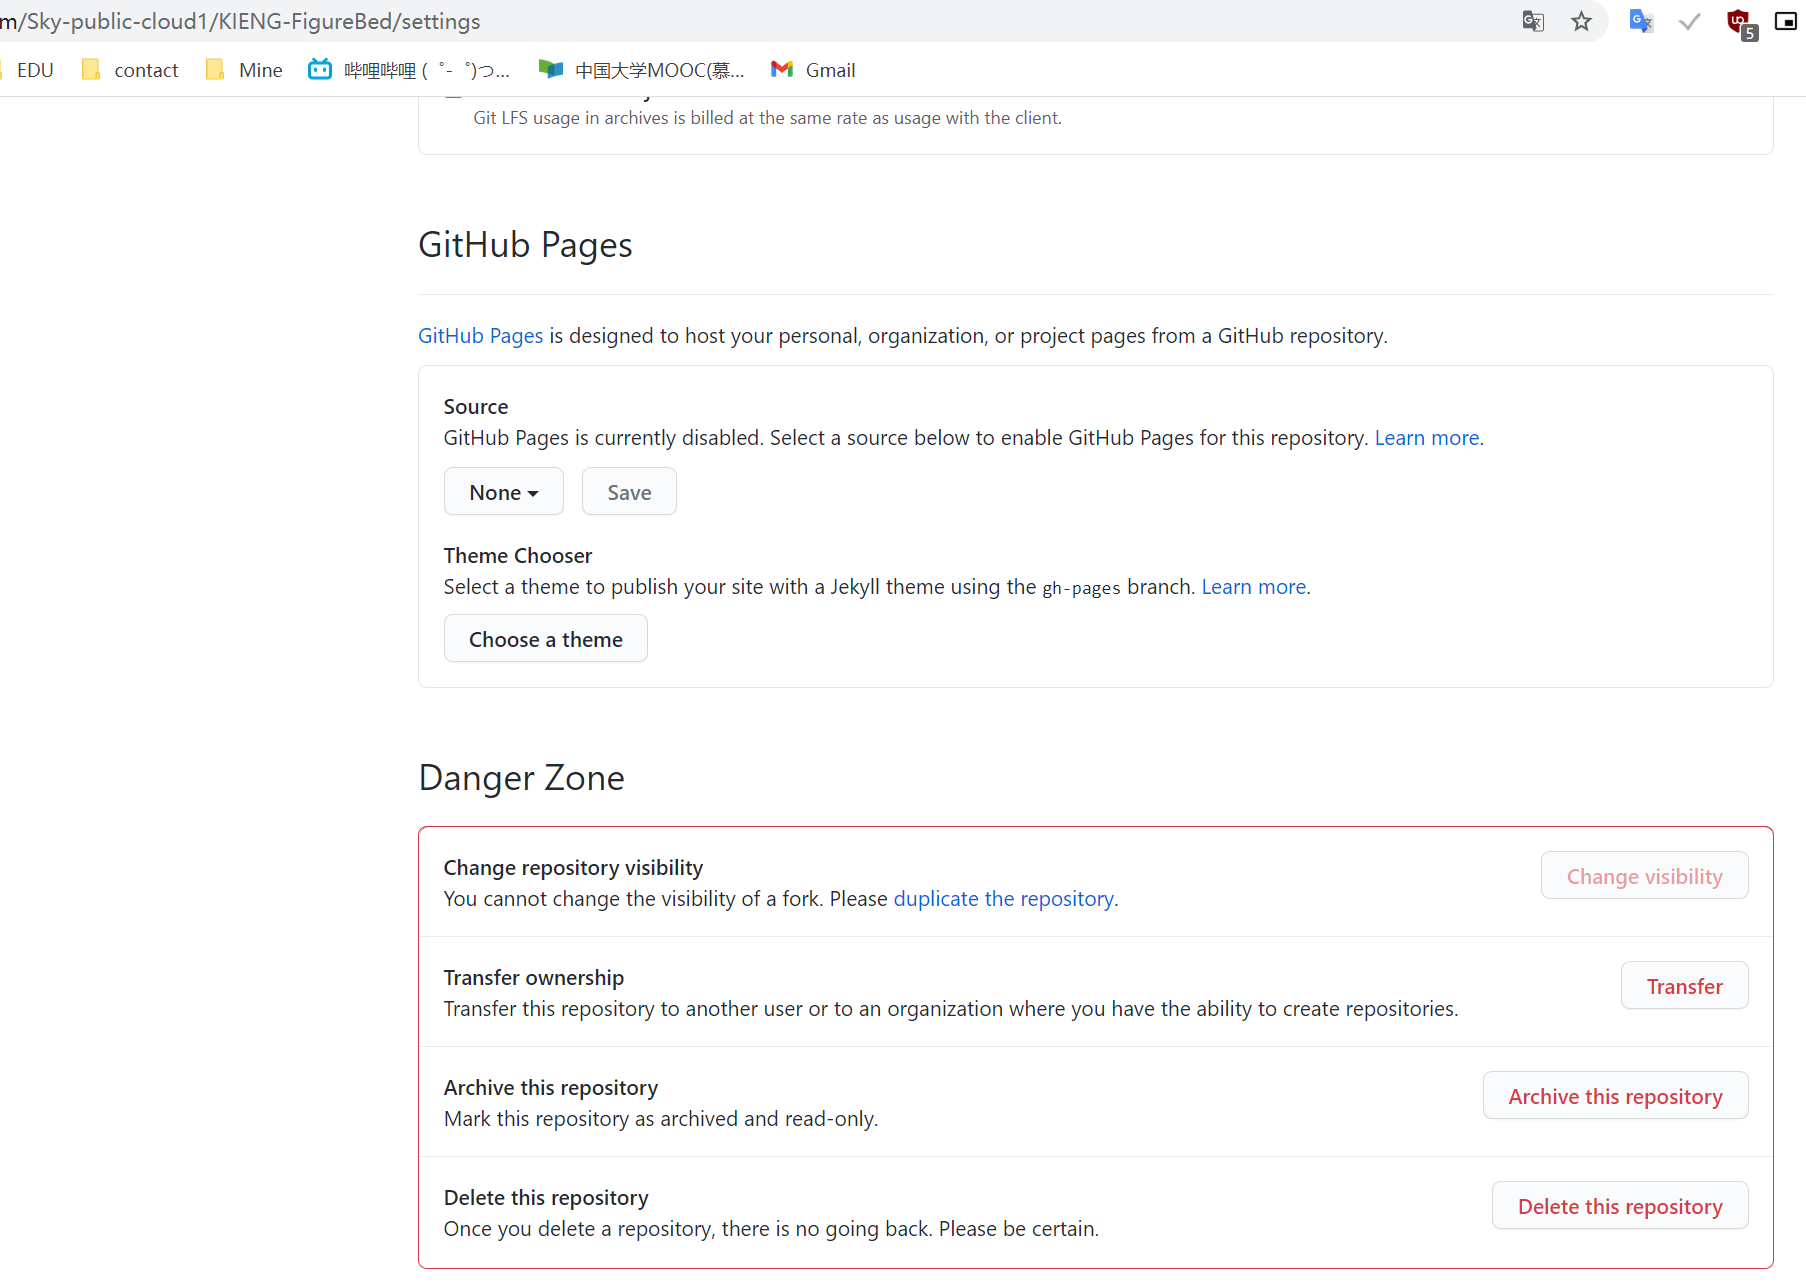 m/Sky-public-cloud1/KIENG-FigureBed/settings
5
EDU contact Mine 哔哩哔哩 ( ゜- ゜)つ... 中国大学MOOC(慕... Gmail
Git LFS usage in archives is billed at the same rate as usage with the client.
GitHub Pages
GitHub Pages is designed to host your personal, organization, or project pages from a GitHub repository.
Source
GitHub Pages is currently disabled. Select a source below to enable GitHub Pages for this repository. Learn more.
None Save
Theme Chooser
Select a theme to publish your site with a Jekyll theme using the gh-pages branch. Learn more.
Choose a theme
Danger Zone
Change repository visibility
You cannot change the visibility of a fork. Please duplicate the repository.
Change visibility
Transfer ownership
Transfer this repository to another user or to an organization where you have the ability to create repositories.
Transfer
Archive this repository
Mark this repository as archived and read-only.
Archive this repository
Delete this repository
Once you delete a repository, there is no going back. Please be certain.
Delete this repository